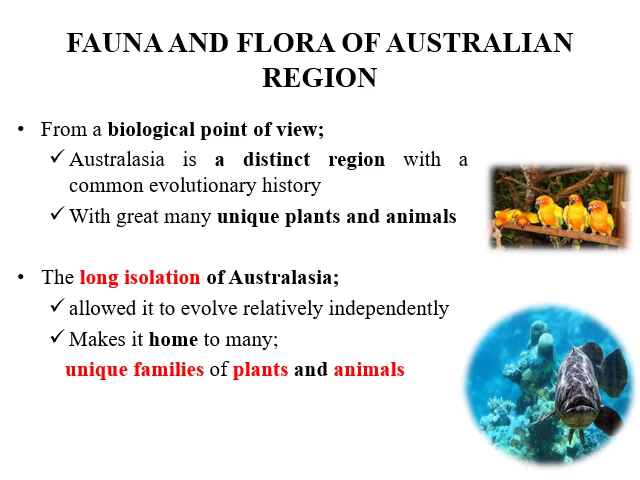 FAUNA AND FLORA OF AUSTRALIAN
REGION
• From a biological point of view;
✓ Australasia is a distinct region with a
common evolutionary history
✓ With great many unique plants and animals
• The long isolation of Australasia;
✓ allowed it to evolve relatively independently
✓ Makes it home to many;
unique families of plants and animals